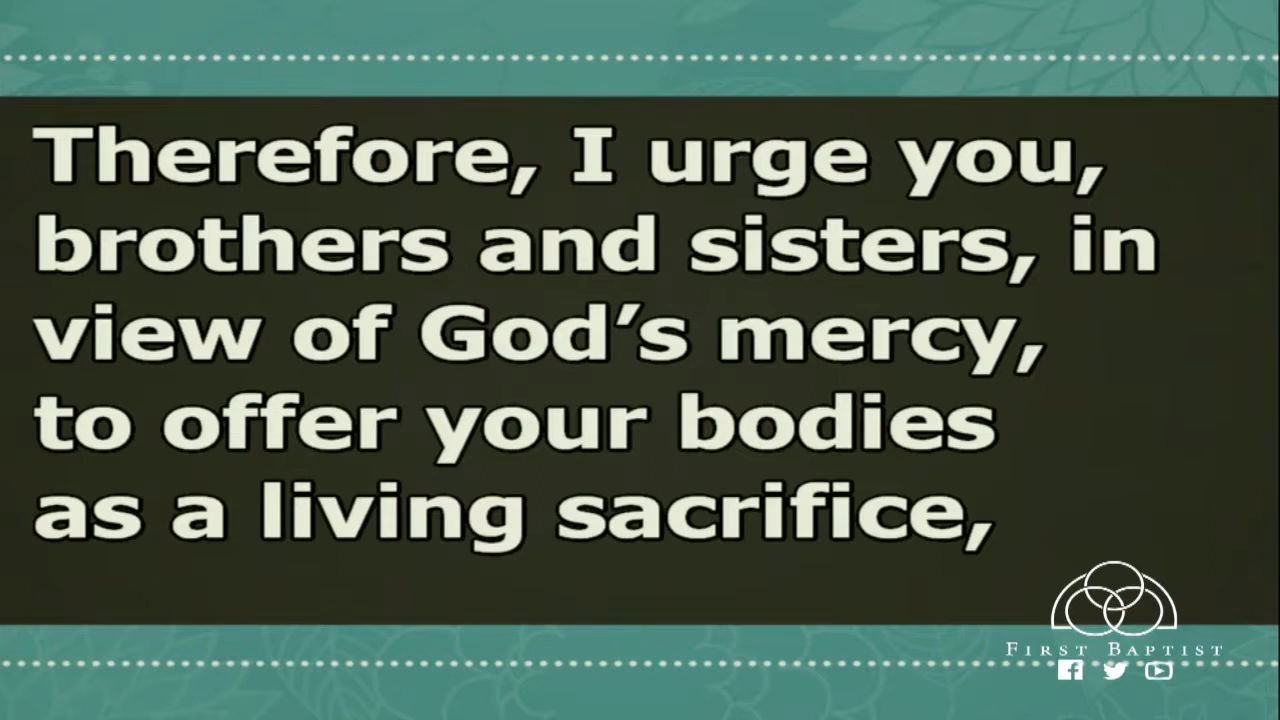 Therefore, I urge you,
brothers and sisters, in
view of God’s mercy,
to offer your bodies
as a living sacrifice,
First Baptist